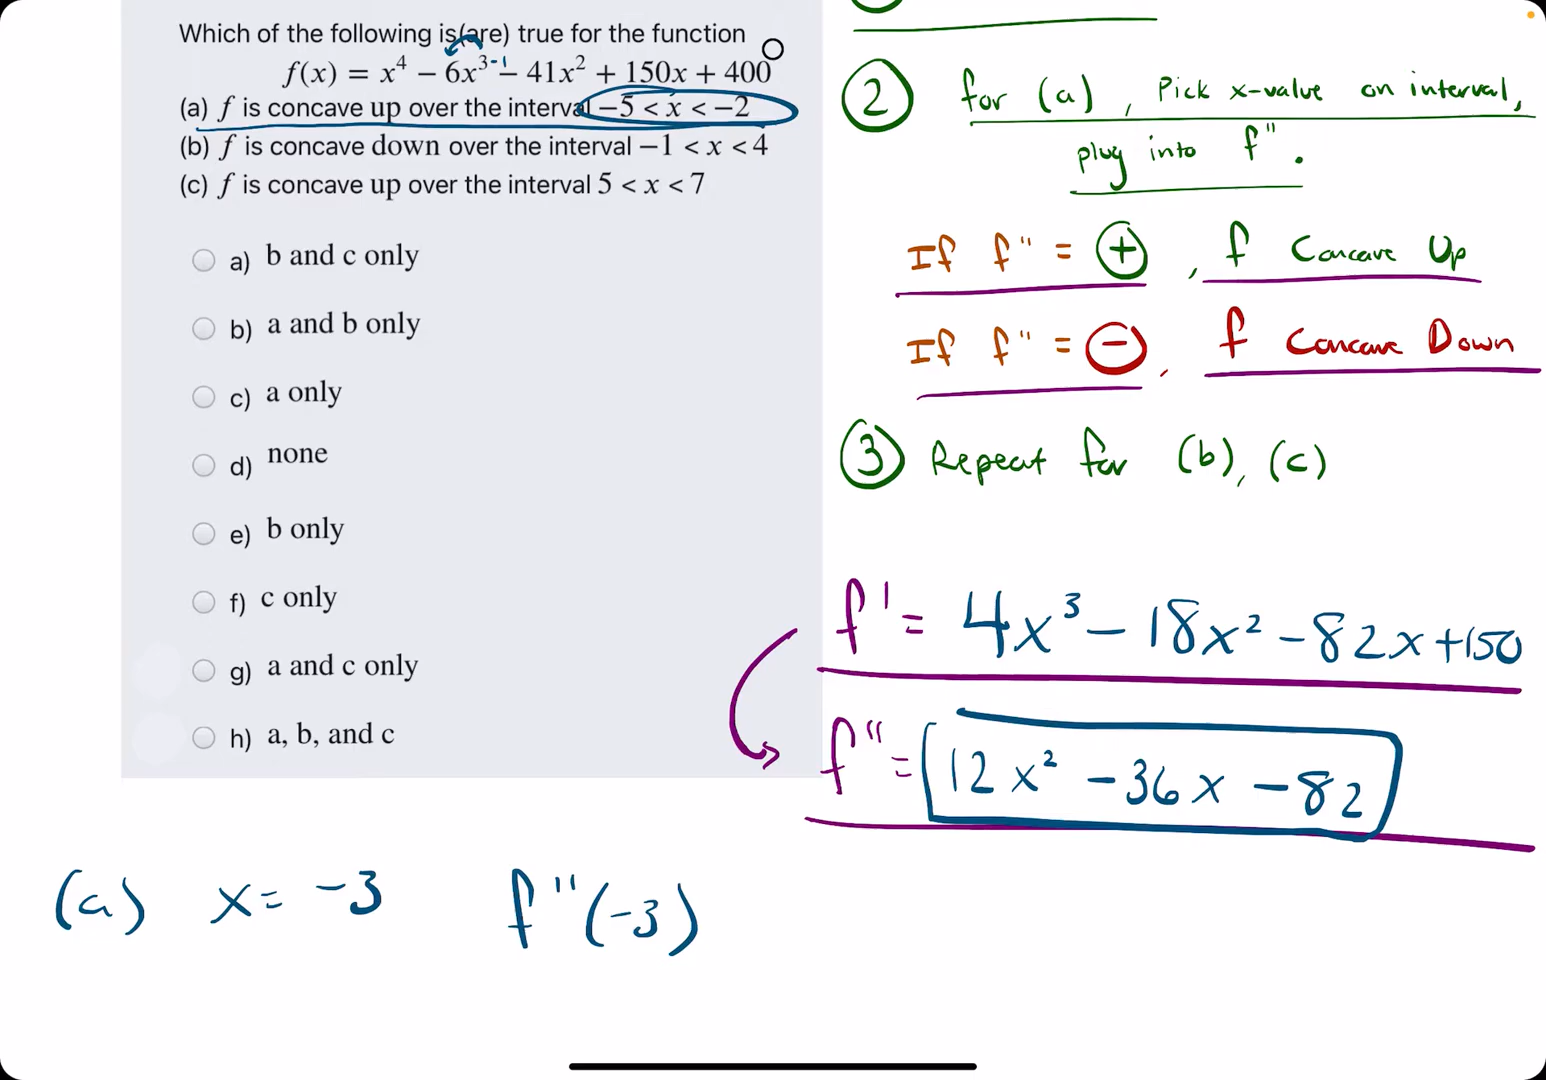 Which of the following is(are) true for the function
f(x) = x⁴ − 6x³⁻¹ − 41x² + 150x + 400
(a) f is concave up over the interval −5 < x < −2
(b) f is concave down over the interval −1 < x < 4
(c) f is concave up over the interval 5 < x < 7
a) b and c only
b) a and b only
c) a only
d) none
e) b only
f) c only
g) a and c only
h) a, b, and c
② for (a), Pick x-value on interval,
plug into f".
If f" = +, f Concave Up
If f" = −, f Concave Down
③ Repeat for (b), (c)
f' = 4x³ − 18x² − 82x + 150
f" = 12x² − 36x − 82
(a) x = −3 f"(−3)